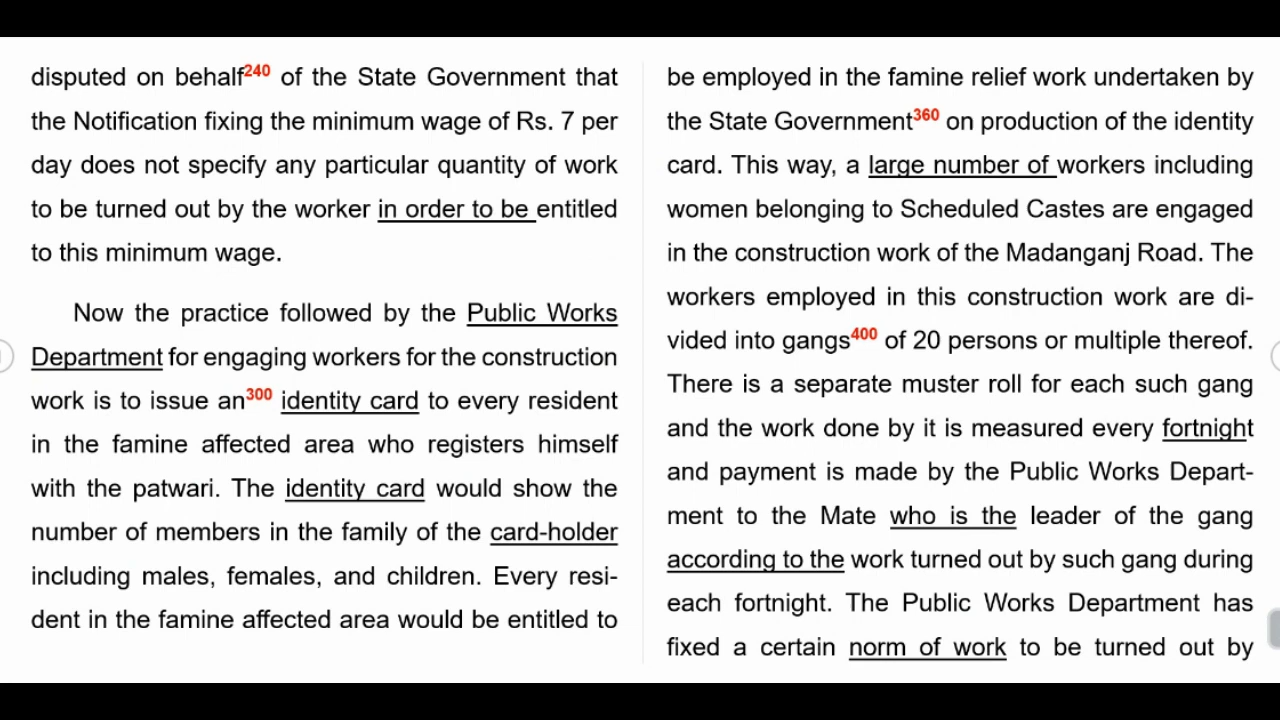 disputed on behalf240 of the State Government that
the Notification fixing the minimum wage of Rs. 7 per
day does not specify any particular quantity of work
to be turned out by the worker in order to be entitled
to this minimum wage.
Now the practice followed by the Public Works
Department for engaging workers for the construction
work is to issue an300 identity card to every resident
in the famine affected area who registers himself
with the patwari. The identity card would show the
number of members in the family of the card-holder
including males, females, and children. Every resi-
dent in the famine affected area would be entitled to
be employed in the famine relief work undertaken by
the State Government360 on production of the identity
card. This way, a large number of workers including
women belonging to Scheduled Castes are engaged
in the construction work of the Madanganj Road. The
workers employed in this construction work are di-
vided into gangs400 of 20 persons or multiple thereof.
There is a separate muster roll for each such gang
and the work done by it is measured every fortnight
and payment is made by the Public Works Depart-
ment to the Mate who is the leader of the gang
according to the work turned out by such gang during
each fortnight. The Public Works Department has
fixed a certain norm of work to be turned out by